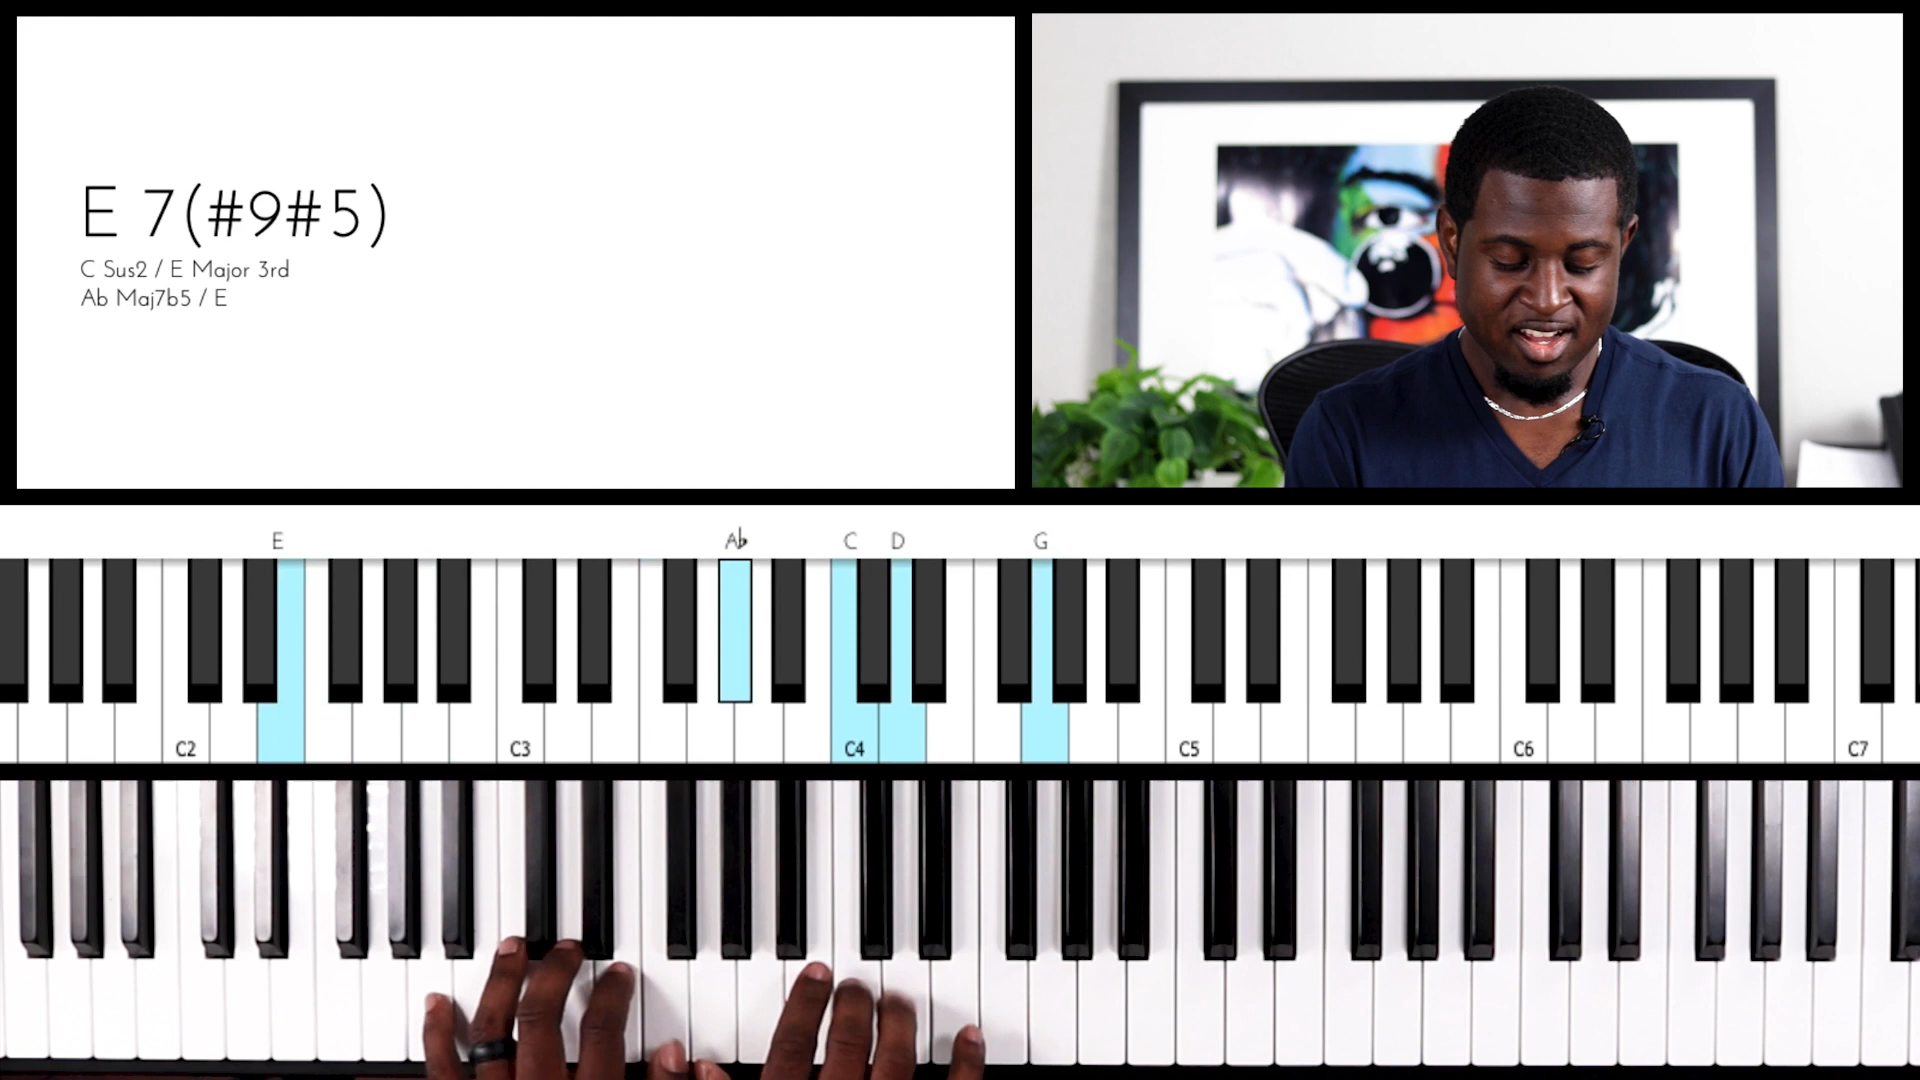 E 7(#9#5)
C Sus2 / E Major 3rd
Ab Maj7b5 / E
E Ab C D G
C2 C3 C4 C5 C6 C7